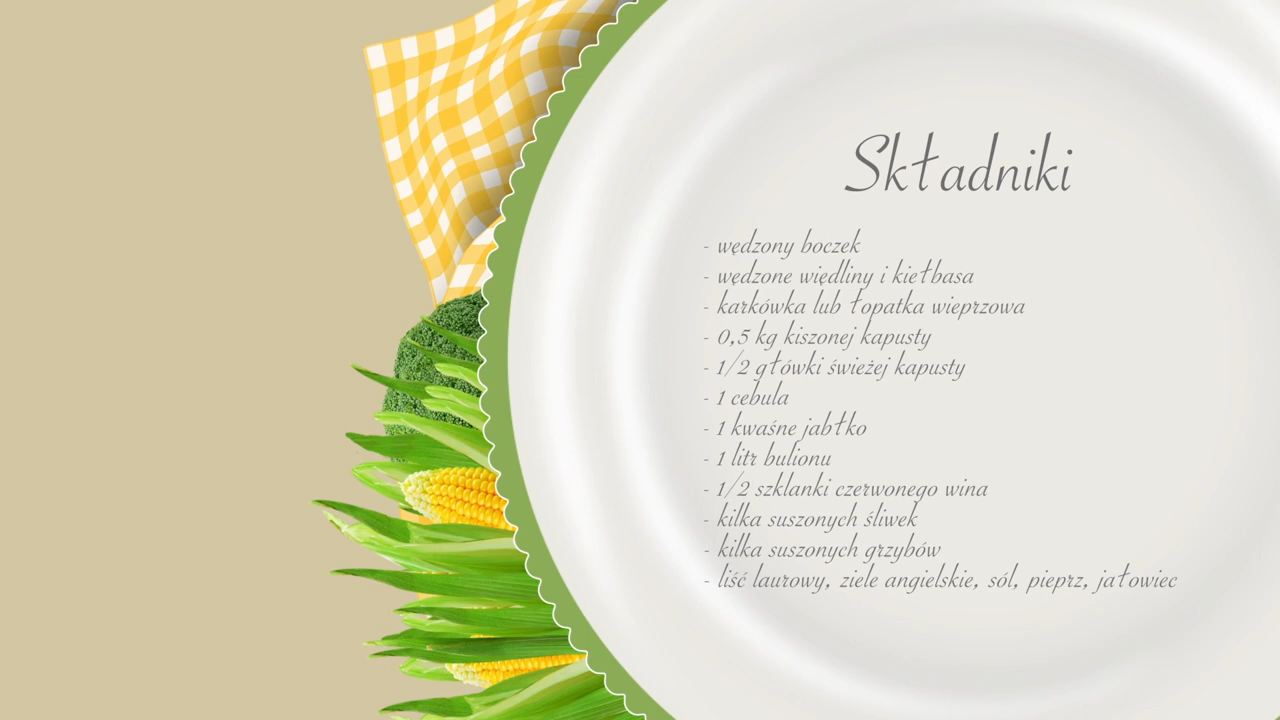 Składniki
- wędzony boczek
- wędzone więdliny i kiełbasa
- karkówka lub łopatka wieprzowa
- 0,5 kg kiszonej kapusty
- 1/2 główki świeżej kapusty
- 1 cebula
- 1 kwaśne jabłko
- 1 litr bulionu
- 1/2 szklanki czerwonego wina
- kilka suszonych śliwek
- kilka suszonych grzybów
- liść laurowy, ziele angielskie, sól, pieprz, jałowiec